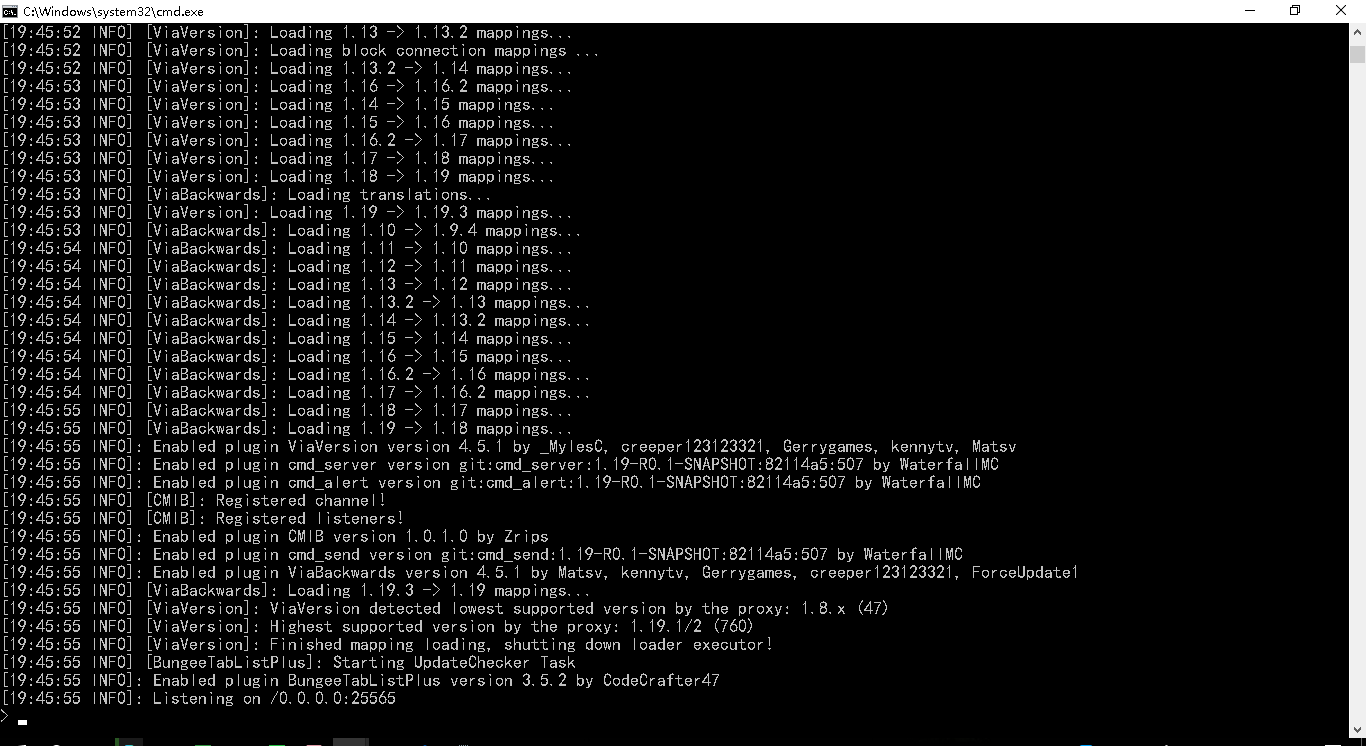 C:\Windows\system32\cmd.exe
[19:45:52 INFO] [ViaVersion]: Loading 1.13 -> 1.13.2 mappings...
[19:45:52 INFO] [ViaVersion]: Loading block connection mappings ...
[19:45:52 INFO] [ViaVersion]: Loading 1.13.2 -> 1.14 mappings...
[19:45:53 INFO] [ViaVersion]: Loading 1.16 -> 1.16.2 mappings...
[19:45:53 INFO] [ViaVersion]: Loading 1.14 -> 1.15 mappings...
[19:45:53 INFO] [ViaVersion]: Loading 1.15 -> 1.16 mappings...
[19:45:53 INFO] [ViaVersion]: Loading 1.16.2 -> 1.17 mappings...
[19:45:53 INFO] [ViaVersion]: Loading 1.17 -> 1.18 mappings...
[19:45:53 INFO] [ViaVersion]: Loading 1.18 -> 1.19 mappings...
[19:45:53 INFO] [ViaBackwards]: Loading translations...
[19:45:53 INFO] [ViaVersion]: Loading 1.19 -> 1.19.3 mappings...
[19:45:53 INFO] [ViaBackwards]: Loading 1.10 -> 1.9.4 mappings...
[19:45:54 INFO] [ViaBackwards]: Loading 1.11 -> 1.10 mappings...
[19:45:54 INFO] [ViaBackwards]: Loading 1.12 -> 1.11 mappings...
[19:45:54 INFO] [ViaBackwards]: Loading 1.13 -> 1.12 mappings...
[19:45:54 INFO] [ViaBackwards]: Loading 1.13.2 -> 1.13 mappings...
[19:45:54 INFO] [ViaBackwards]: Loading 1.14 -> 1.13.2 mappings...
[19:45:54 INFO] [ViaBackwards]: Loading 1.15 -> 1.14 mappings...
[19:45:54 INFO] [ViaBackwards]: Loading 1.16 -> 1.15 mappings...
[19:45:54 INFO] [ViaBackwards]: Loading 1.16.2 -> 1.16 mappings...
[19:45:54 INFO] [ViaBackwards]: Loading 1.17 -> 1.16.2 mappings...
[19:45:55 INFO] [ViaBackwards]: Loading 1.18 -> 1.17 mappings...
[19:45:55 INFO] [ViaBackwards]: Loading 1.19 -> 1.18 mappings...
[19:45:55 INFO]: Enabled plugin ViaVersion version 4.5.1 by _MylesC, creeper123123321, Gerrygames, kennytv, Matsv
[19:45:55 INFO]: Enabled plugin cmd_server version git:cmd_server:1.19-R0.1-SNAPSHOT:82114a5:507 by WaterfallMC
[19:45:55 INFO]: Enabled plugin cmd_alert version git:cmd_alert:1.19-R0.1-SNAPSHOT:82114a5:507 by WaterfallMC
[19:45:55 INFO] [CMIB]: Registered channel!
[19:45:55 INFO] [CMIB]: Registered listeners!
[19:45:55 INFO]: Enabled plugin CMIB version 1.0.1.0 by Zrips
[19:45:55 INFO]: Enabled plugin cmd_send version git:cmd_send:1.19-R0.1-SNAPSHOT:82114a5:507 by WaterfallMC
[19:45:55 INFO]: Enabled plugin ViaBackwards version 4.5.1 by Matsv, kennytv, Gerrygames, creeper123123321, ForceUpdate1
[19:45:55 INFO] [ViaBackwards]: Loading 1.19.3 -> 1.19 mappings...
[19:45:55 INFO] [ViaVersion]: ViaVersion detected lowest supported version by the proxy: 1.8.x (47)
[19:45:55 INFO] [ViaVersion]: Highest supported version by the proxy: 1.19.1/2 (760)
[19:45:55 INFO] [ViaVersion]: Finished mapping loading, shutting down loader executor!
[19:45:55 INFO] [BungeeTabListPlus]: Starting UpdateChecker Task
[19:45:55 INFO]: Enabled plugin BungeeTabListPlus version 3.5.2 by CodeCrafter47
[19:45:55 INFO]: Listening on /0.0.0.0:25565
>